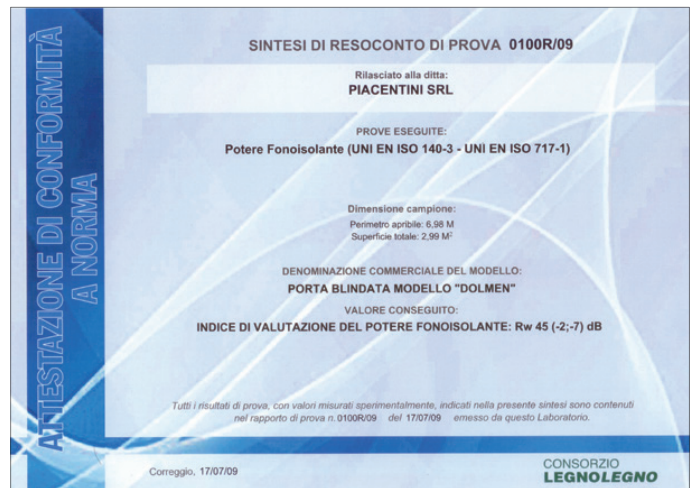 ATTESTAZIONE DI CONFORMITÀ
A NORMA
SINTESI DI RESOCONTO DI PROVA 0100R/09
Rilasciato alla ditta:
PIACENTINI SRL
PROVE ESEGUITE:
Potere Fonoisolante (UNI EN ISO 140-3 - UNI EN ISO 717-1)
Dimensione campione:
Perimetro apribile: 6,98 M
Superficie totale: 2,99 M²
DENOMINAZIONE COMMERCIALE DEL MODELLO:
PORTA BLINDATA MODELLO "DOLMEN"
VALORE CONSEGUITO:
INDICE DI VALUTAZIONE DEL POTERE FONOISOLANTE: Rw 45 (-2;-7) dB
Tutti i risultati di prova, con valori misurati sperimentalmente, indicati nella presente sintesi sono contenuti
nel rapporto di prova n. 0100R/09 del 17/07/09 emesso da questo Laboratorio.
Correggio, 17/07/09
CONSORZIO
LEGNOLEGNO